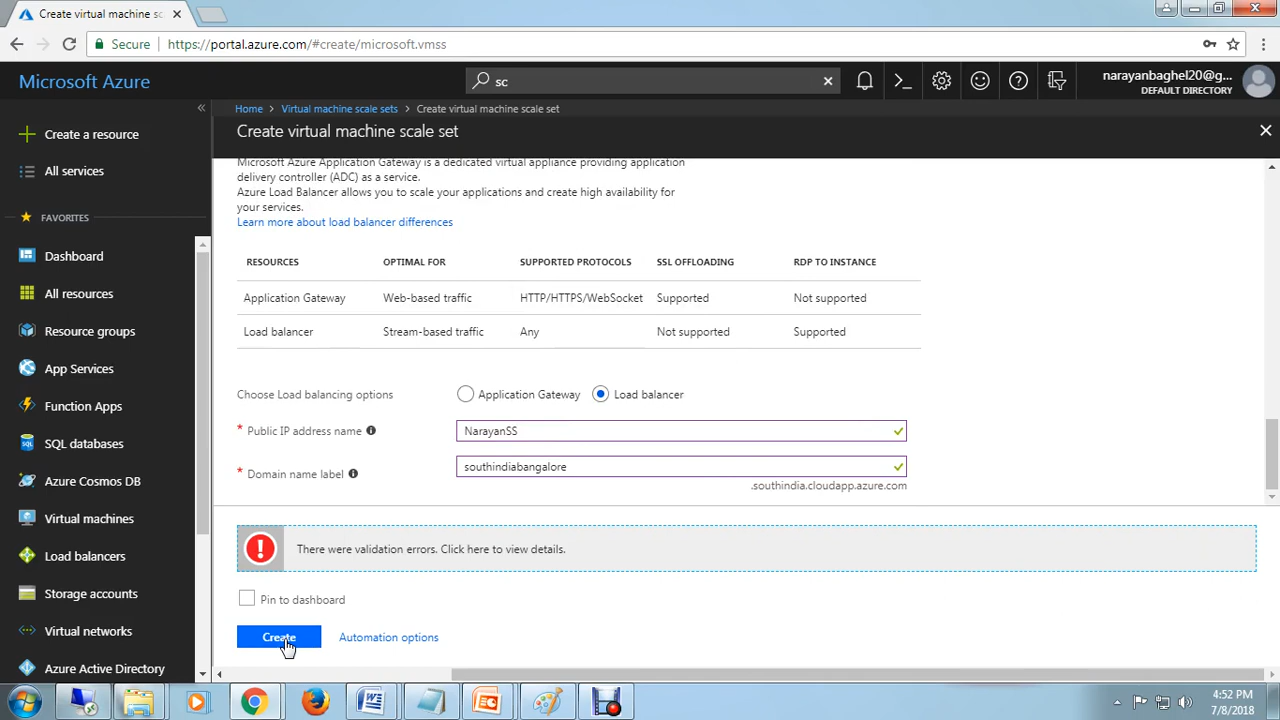 Create virtual machine sc
Secure
https://portal.azure.com/#create/microsoft.vmss
Microsoft Azure
sc
narayanbaghel20@g...
DEFAULT DIRECTORY
Create a resource
All services
FAVORITES
Dashboard
All resources
Resource groups
App Services
Function Apps
SQL databases
Azure Cosmos DB
Virtual machines
Load balancers
Storage accounts
Virtual networks
Azure Active Directory
Home > Virtual machine scale sets > Create virtual machine scale set
Create virtual machine scale set
Microsoft Azure Application Gateway is a dedicated virtual appliance providing application
delivery controller (ADC) as a service.
Azure Load Balancer allows you to scale your applications and create high availability for
your services.
Learn more about load balancer differences
RESOURCES OPTIMAL FOR SUPPORTED PROTOCOLS SSL OFFLOADING RDP TO INSTANCE
Application Gateway Web-based traffic HTTP/HTTPS/WebSocket Supported Not supported
Load balancer Stream-based traffic Any Not supported Supported
Choose Load balancing options Application Gateway Load balancer
* Public IP address name NarayanSS
* Domain name label southindiabangalore
.southindia.cloudapp.azure.com
There were validation errors. Click here to view details.
Pin to dashboard
Create Automation options
4:52 PM
7/8/2018